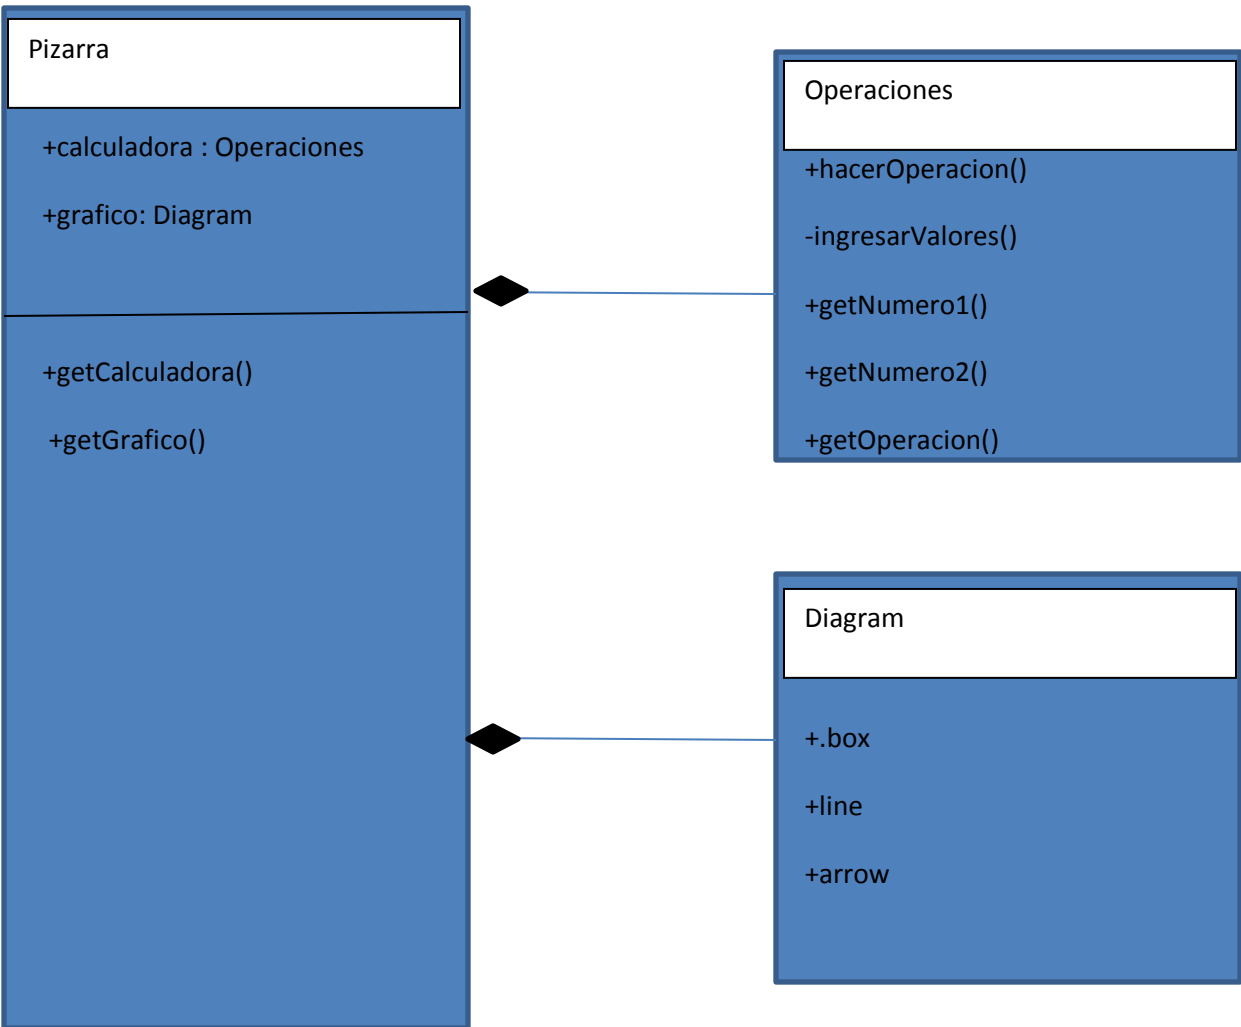 Pizarra
+calculadora : Operaciones
+grafico: Diagram
+getCalculadora()
+getGrafico()
Operaciones
+hacerOperacion()
-ingresarValores()
+getNumero1()
+getNumero2()
+getOperacion()
Diagram
+.box
+line
+arrow